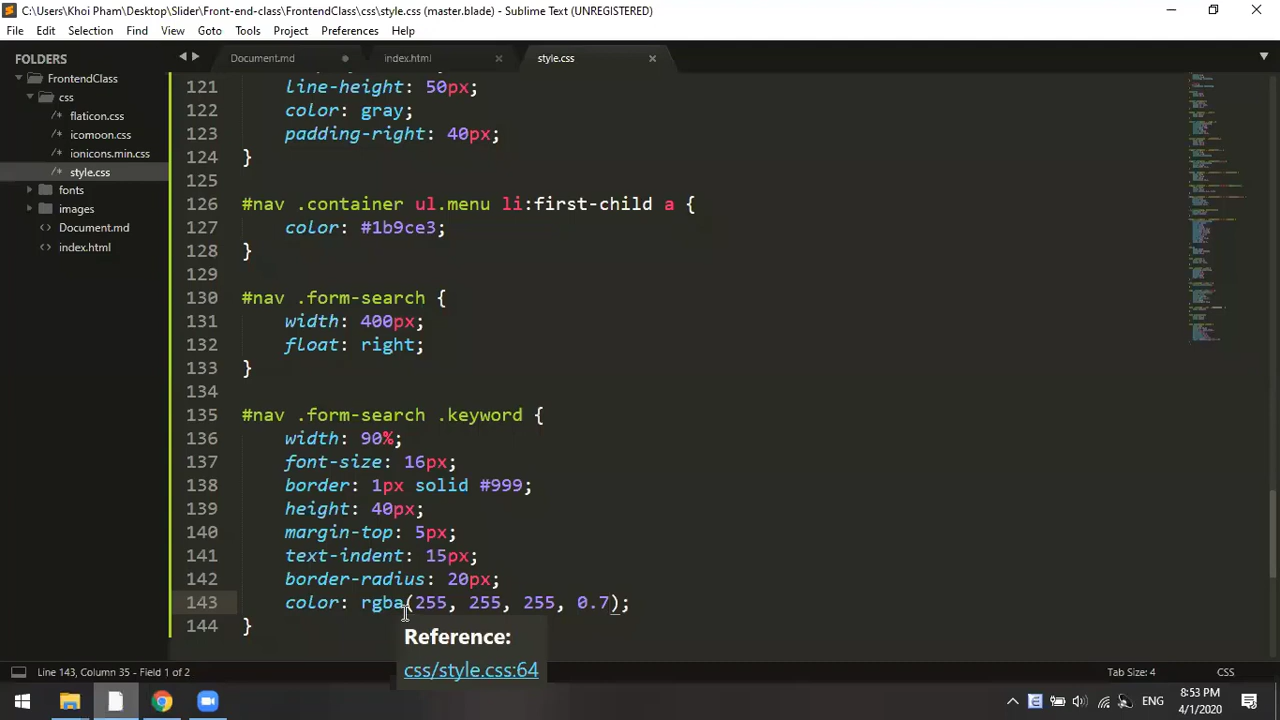 C:\Users\Khoi Pham\Desktop\Slider\Front-end-class\FrontendClass\css\style.css (master.blade) - Sublime Text (UNREGISTERED)
File Edit Selection Find View Goto Tools Project Preferences Help
FOLDERS
FrontendClass
css
/* flaticon.css
/* icomoon.css
/* ionicons.min.css
/* style.css
fonts
images
<> Document.md
<> index.html
Document.md index.html style.css
121 line-height: 50px;
122 color: gray;
123 padding-right: 40px;
124 }
125
126 #nav .container ul.menu li:first-child a {
127 color: #1b9ce3;
128 }
129
130 #nav .form-search {
131 width: 400px;
132 float: right;
133 }
134
135 #nav .form-search .keyword {
136 width: 90%;
137 font-size: 16px;
138 border: 1px solid #999;
139 height: 40px;
140 margin-top: 5px;
141 text-indent: 15px;
142 border-radius: 20px;
143 color: rgba(255, 255, 255, 0.7);
144 }
Reference:
css/style.css:64
Line 143, Column 35 - Field 1 of 2 Tab Size: 4 CSS
ENG
8:53 PM
4/1/2020